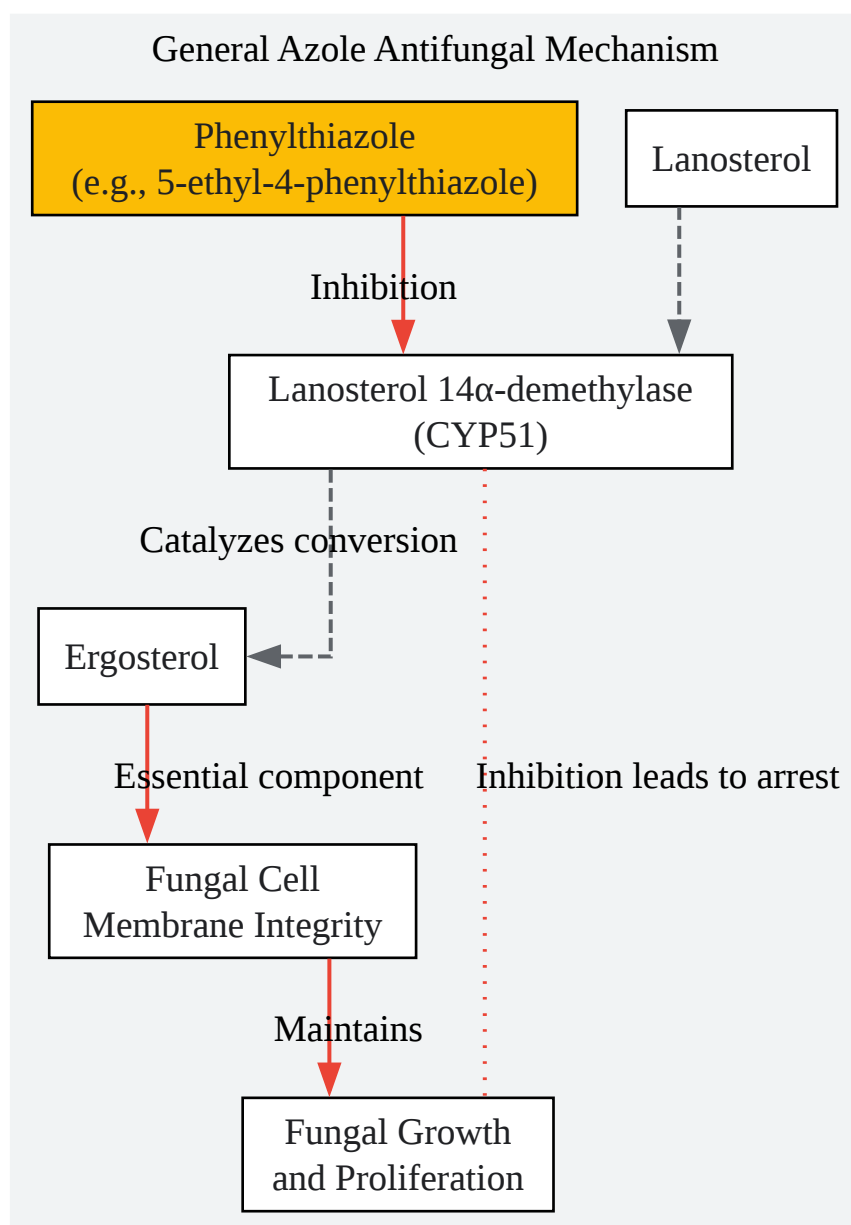 General Azole Antifungal Mechanism
Phenylthiazole
(e.g., 5-ethyl-4-phenylthiazole)
Lanosterol
Inhibition
Lanosterol 14α-demethylase
(CYP51)
Catalyzes conversion
Ergosterol
Essential component
Inhibition leads to arrest
Fungal Cell
Membrane Integrity
Maintains
Fungal Growth
and Proliferation